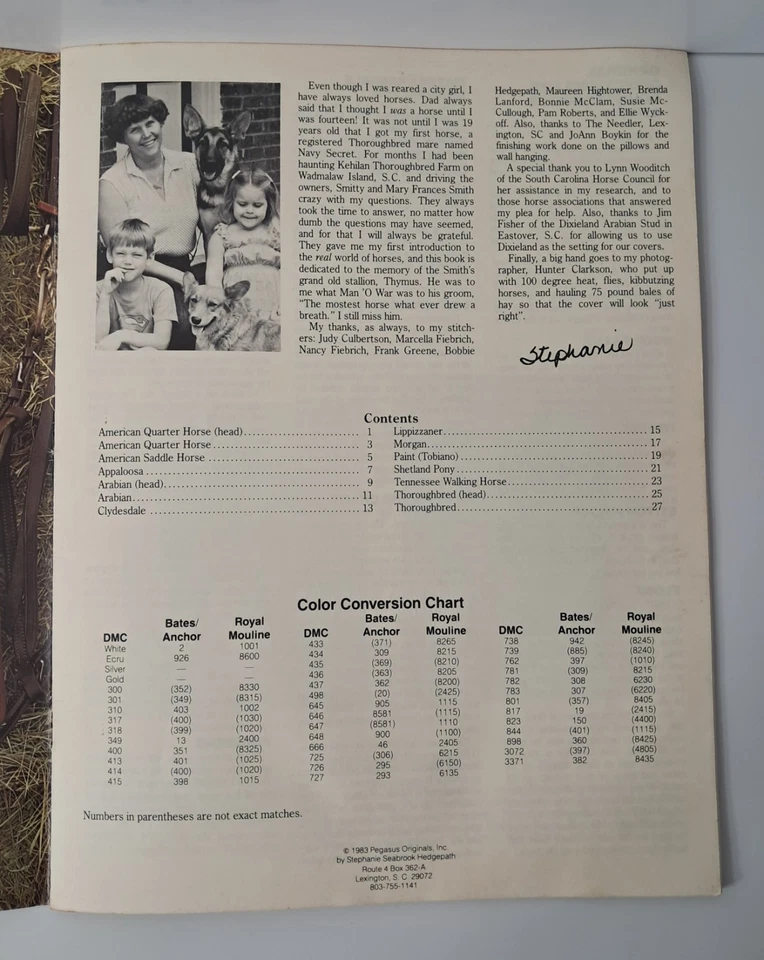 Even though I was reared a city girl, I
have always loved horses. Dad always
said that I thought I was a horse until I
was fourteen! It was not until I was 19
years old that I got my first horse, a
registered Thoroughbred mare named
Navy Secret. For months I had been
haunting Kehilan Thoroughbred Farm on
Wadmalaw Island, S.C. and driving the
owners, Smitty and Mary Frances Smith
crazy with my questions. They always
took the time to answer, no matter how
dumb the questions may have seemed,
and for that I will always be grateful.
They gave me my first introduction to
the real world of horses, and this book is
dedicated to the memory of the Smith's
grand old stallion, Thymus. He was to
me what Man 'O War was to his groom,
"The mostest horse what ever drew a
breath." I still miss him.
My thanks, as always, to my stitch-
ers: Judy Culbertson, Marcella Fiebrich,
Nancy Fiebrich, Frank Greene, Bobbie
Hedgepath, Maureen Hightower, Brenda
Lanford, Bonnie McClam, Susie Mc-
Cullough, Pam Roberts, and Ellie Wyck-
off. Also, thanks to The Needler, Lex-
ington, SC and JoAnn Boykin for the
finishing work done on the pillows and
wall hanging.
A special thank you to Lynn Wooditch
of the South Carolina Horse Council for
her assistance in my research, and to
those horse associations that answered
my plea for help. Also, thanks to Jim
Fisher of the Dixieland Arabian Stud in
Eastover, S.C. for allowing us to use
Dixieland as the setting for our covers.
Finally, a big hand goes to my photog-
rapher, Hunter Clarkson, who put up
with 100 degree heat, flies, kibbutzing
horses, and hauling 75 pound bales of
hay so that the cover will look "just
right".
Stephanie
Contents
American Quarter Horse (head) 1
American Quarter Horse 3
American Saddle Horse 5
Appaloosa 7
Arabian (head) 9
Arabian 11
Clydesdale 13
Lippizzaner 15
Morgan 17
Paint (Tobiano) 19
Shetland Pony 21
Tennessee Walking Horse 23
Thoroughbred (head) 25
Thoroughbred 27
Color Conversion Chart
DMC Bates/Anchor Royal Mouline
White 2 1001
Ecru 926 8600
Silver — —
Gold — —
300 (352) 8330
301 (349) (8315)
310 403 1002
317 (400) (1030)
318 (399) (1020)
349 13 2400
400 351 (8325)
413 401 (1025)
414 (400) (1020)
415 398 1015
DMC Bates/Anchor Royal Mouline
433 (371) 8265
434 309 8215
435 (369) (8210)
436 (363) 8205
437 362 (8200)
498 (20) (2425)
645 905 1115
646 8581 (1115)
647 (8581) 1110
648 900 (1100)
666 46 2405
725 (306) 6215
726 295 (6150)
727 293 6135
DMC Bates/Anchor Royal Mouline
738 942 (8245)
739 (885) (8240)
762 397 (1010)
781 (309) 8215
782 308 6230
783 307 (6220)
801 (357) 8405
817 19 (2415)
823 150 (4400)
844 (401) (1115)
898 360 (8425)
3072 (397) (4805)
3371 382 8435
Numbers in parentheses are not exact matches.
© 1983 Pegasus Originals, Inc.
by Stephanie Seabrook Hedgepath
Route 4 Box 362-A
Lexington, S. C. 29072
803-755-1141